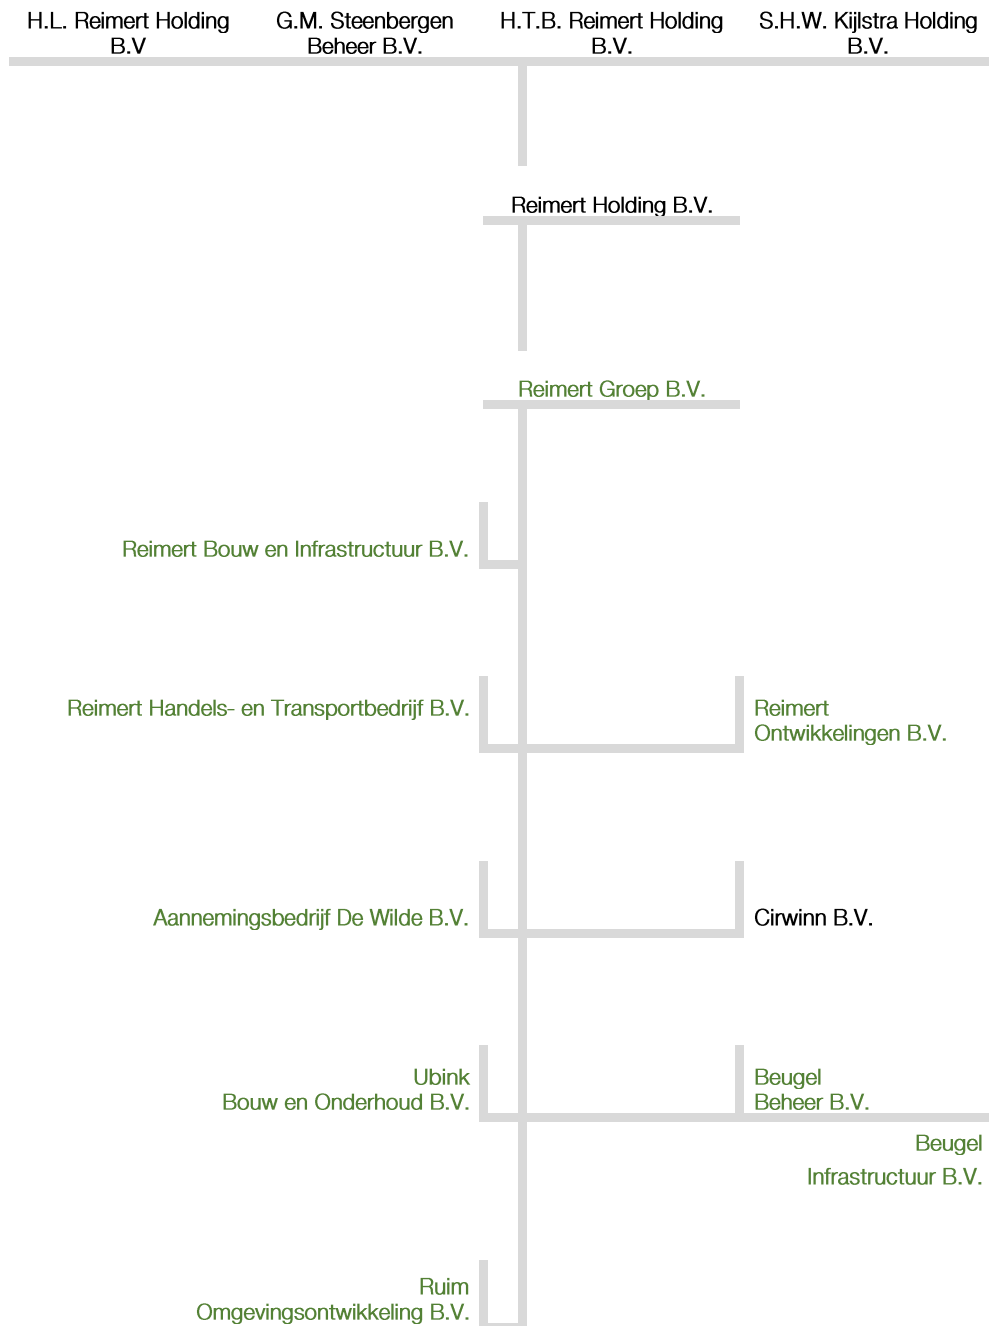 H.L. Reimert Holding
B.V
G.M. Steenbergen
Beheer B.V.
H.T.B. Reimert Holding
B.V.
S.H.W. Kijlstra Holding
B.V.
Reimert Holding B.V.
Reimert Groep B.V.
Reimert Bouw en Infrastructuur B.V.
Reimert Handels- en Transportbedrijf B.V.
Reimert
Ontwikkelingen B.V.
Aannemingsbedrijf De Wilde B.V.
Cirwinn B.V.
Ubink
Bouw en Onderhoud B.V.
Beugel
Beheer B.V.
Beugel
Infrastructuur B.V.
Ruim
Omgevingsontwikkeling B.V.